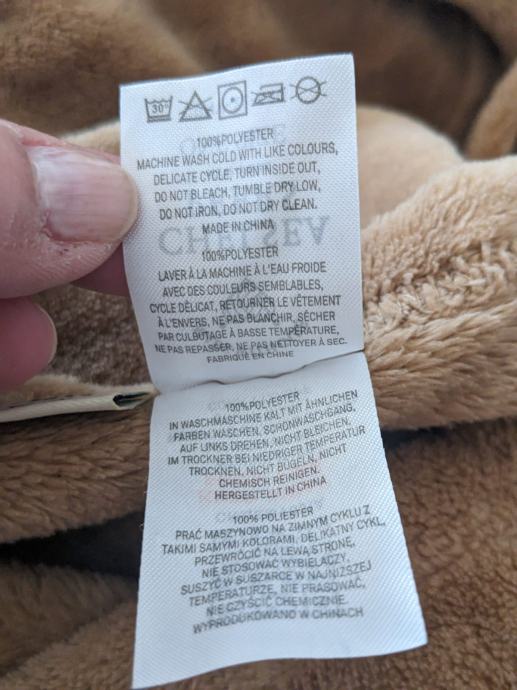 30°
100%POLYESTER
MACHINE WASH COLD WITH LIKE COLOURS,
DELICATE CYCLE, TURN INSIDE OUT,
DO NOT BLEACH, TUMBLE DRY LOW,
DO NOT IRON, DO NOT DRY CLEAN.
MADE IN CHINA
100%POLYESTER
LAVER À LA MACHINE À L'EAU FROIDE
AVEC DES COULEURS SEMBLABLES,
CYCLE DÉLICAT, RETOURNER LE VÊTEMENT
À L'ENVERS, NE PAS BLANCHIR, SÉCHER
PAR CULBUTAGE À BASSE TEMPÉRATURE,
NE PAS REPASSER, NE PAS NETTOYER À SEC.
FABRIQUÉ EN CHINE
100%POLYESTER
IN WASCHMASCHINE KALT MIT ÄHNLICHEN
FARBEN WASCHEN, SCHONWASCHGANG,
AUF LINKS DREHEN, NICHT BLEICHEN,
IM TROCKNER BEI NIEDRIGER TEMPERATUR
TROCKNEN, NICHT BÜGELN, NICHT
CHEMISCH REINIGEN.
HERGESTELLT IN CHINA
100% POLIESTER
PRAĆ MASZYNOWO NA ZIMNYM CYKLU Z
TAKIMI SAMYMI KOLORAMI, DELIKATNY CYKL,
PRZEWRÓCIĆ NA LEWĄ STRONĘ,
NIE STOSOWAĆ WYBIELACZY,
SUSZYĆ W SUSZARCE W NAJNIŻSZEJ
TEMPERATURZE, NIE PRASOWAĆ,
NIE CZYŚCIĆ CHEMICZNIE.
WYPRODUKOWANO W CHINACH